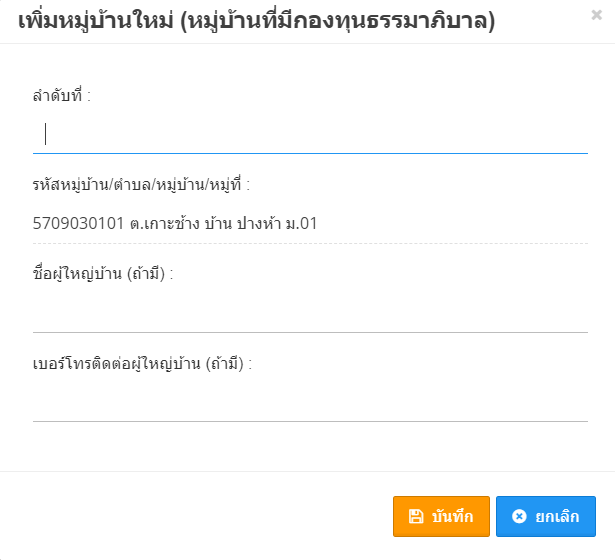 เพิ่มหมู่บ้านใหม่ (หมู่บ้านที่มีกองทุนธรรมาภิบาล)
ลำดับที่ :
รหัสหมู่บ้าน/ตำบล/หมู่บ้าน/หมู่ที่ :
5709030101 ต.เกาะช้าง บ้าน ปางห้า ม.01
ชื่อผู้ใหญ่บ้าน (ถ้ามี) :
เบอร์โทรติดต่อผู้ใหญ่บ้าน (ถ้ามี) :
บันทึก ยกเลิก